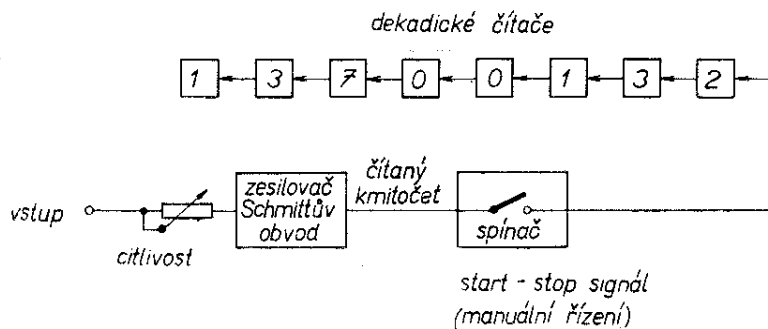 dekadické čítače
1 3 7 0 0 1 3 2
vstup
citlivost
zesilovač
Schmittův
obvod
čítaný
kmitočet
spínač
start - stop signál
(manuální řízení)